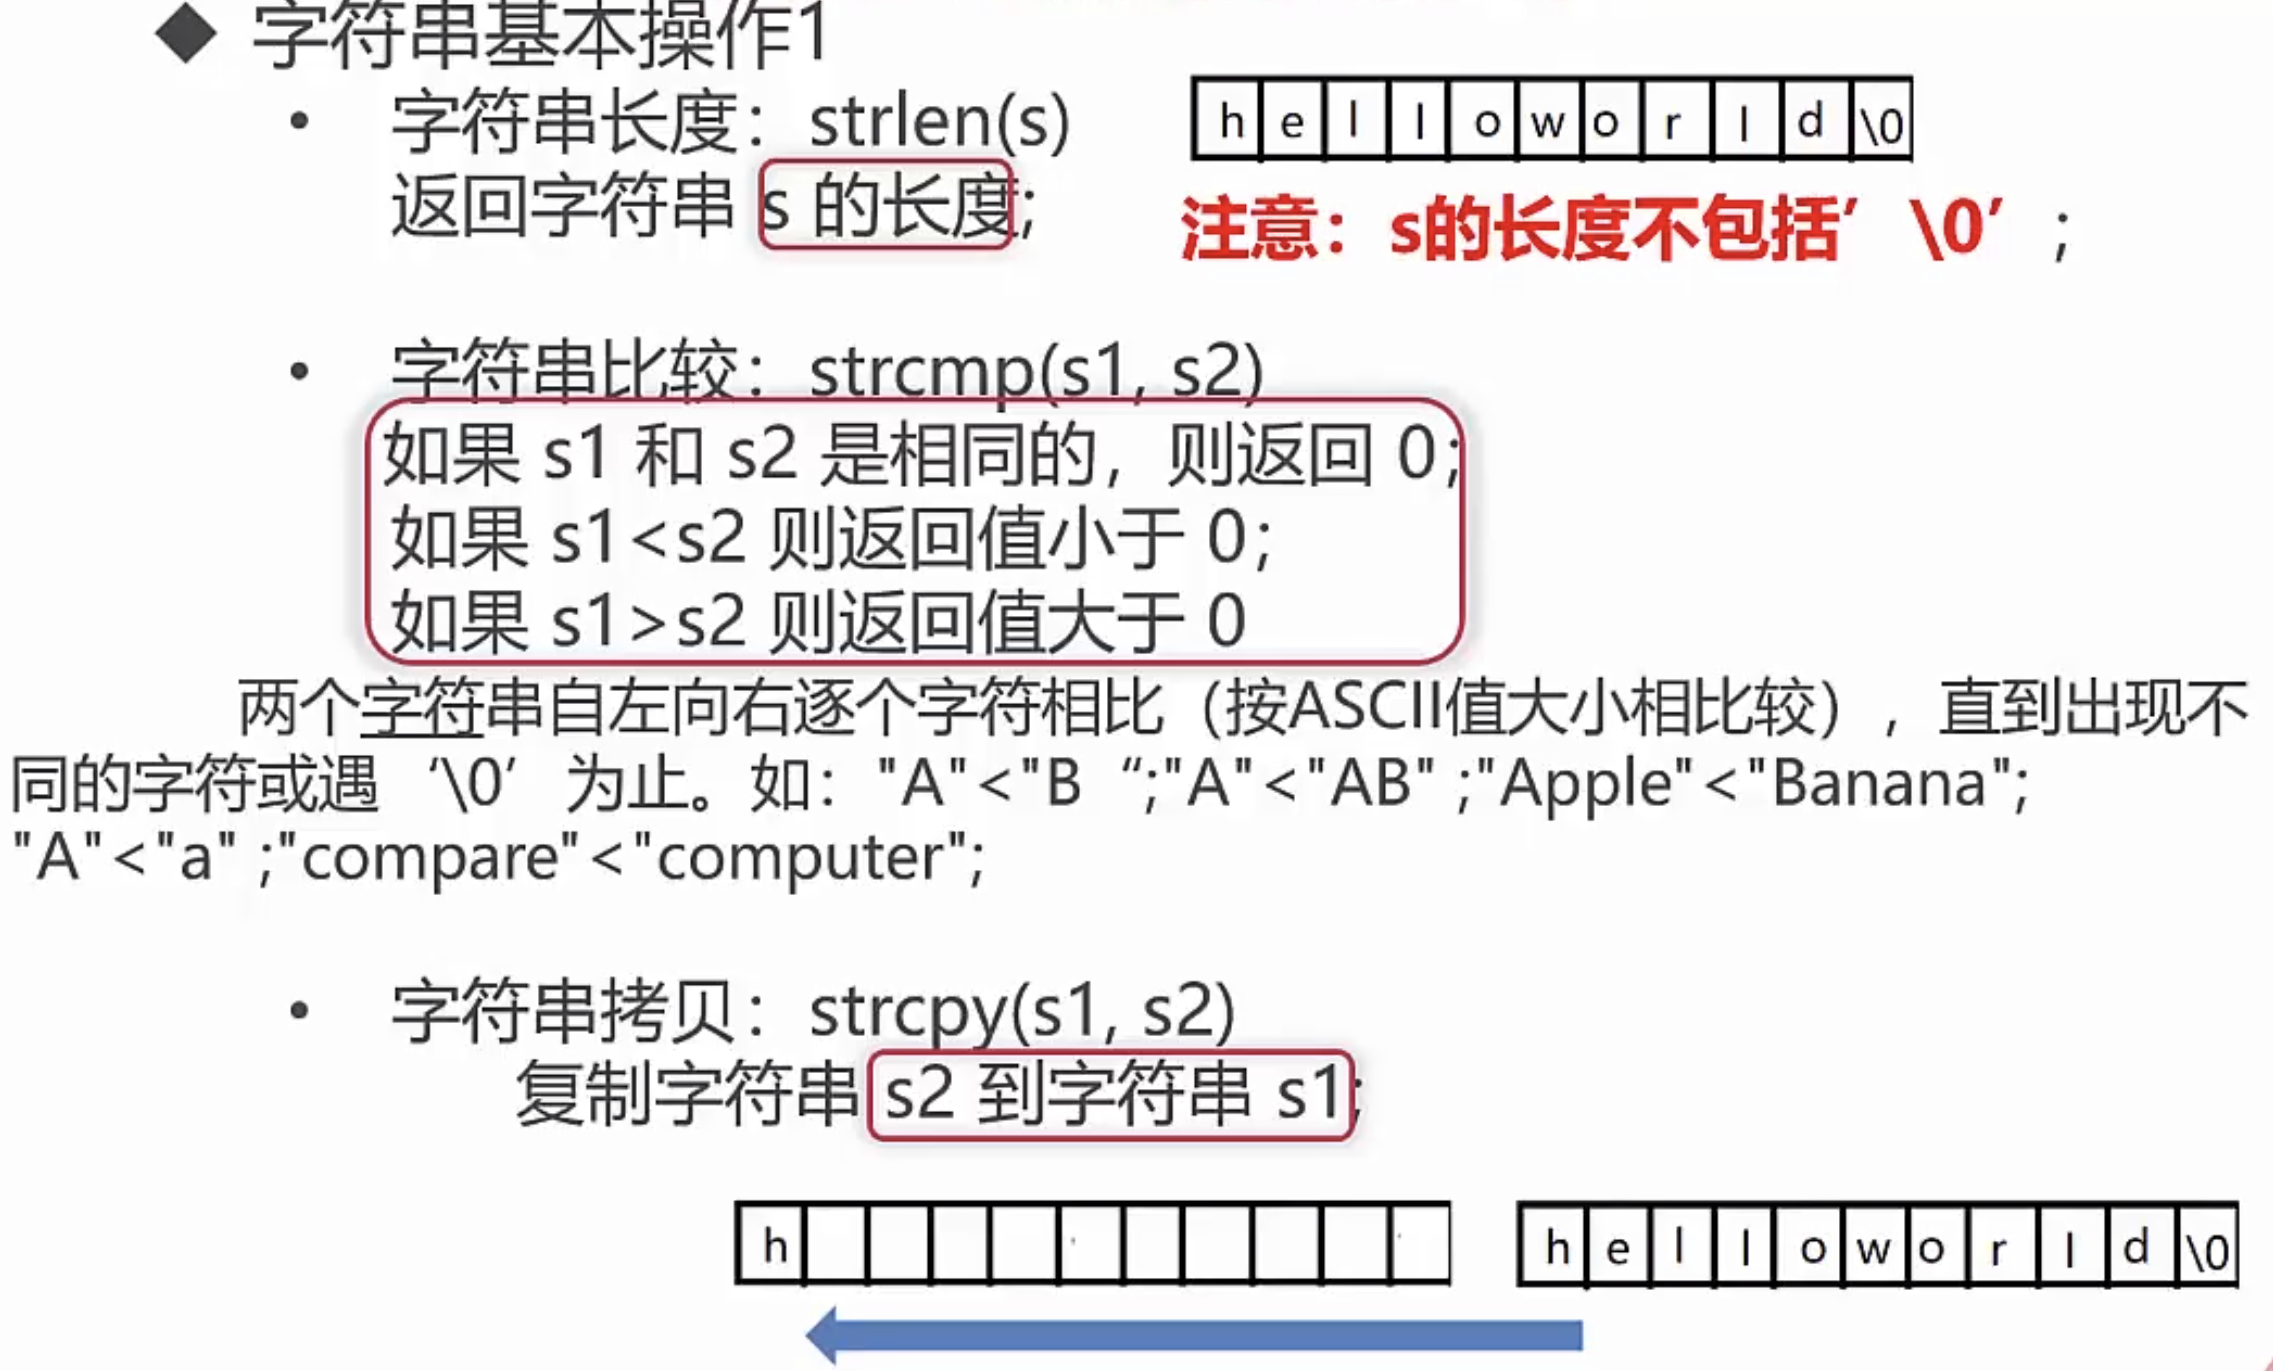 ◆ 字符串基本操作1
• 字符串长度：strlen(s)
返回字符串 s 的长度;
h e l l o w o r l d \0
注意：s的长度不包括’ \0’ ;
• 字符串比较：strcmp(s1, s2)
如果 s1 和 s2 是相同的，则返回 0;
如果 s1<s2 则返回值小于 0;
如果 s1>s2 则返回值大于 0
两个字符串自左向右逐个字符相比（按ASCII值大小相比较），直到出现不
同的字符或遇‘\0’为止。如："A"<"B “;"A"<"AB" ;"Apple"<"Banana";
"A"<"a" ;"compare"<"computer";
• 字符串拷贝：strcpy(s1, s2)
复制字符串 s2 到字符串 s1;
h
h e l l o w o r l d \0